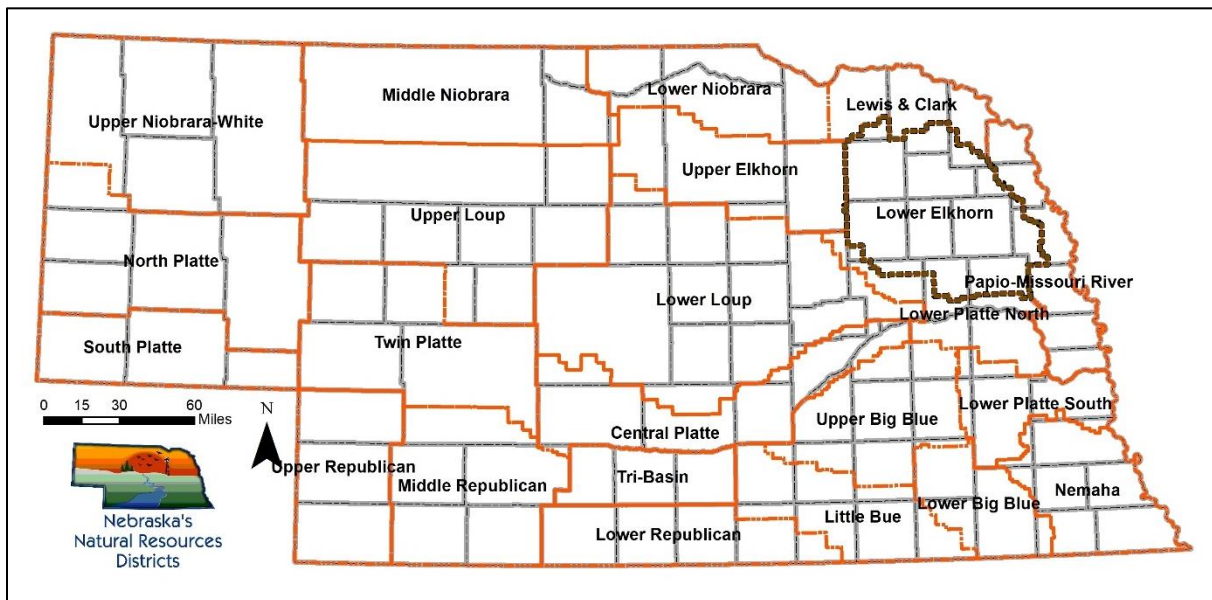 Middle Niobrara
Lower Niobrara
Lewis & Clark
Upper Niobrara-White
Upper Elkhorn
Lower Elkhorn
Upper Loup
North Platte
Papio-Missouri River
Lower Loup
Lower Platte North
South Platte
Twin Platte
0 15 30 60
Miles
N
Lower Platte South
Upper Big Blue
Central Platte
Upper Republican
Middle Republican
Tri-Basin
Nemaha
Lower Big Blue
Little Bue
Lower Republican
Nebraska's
Natural Resources
Districts